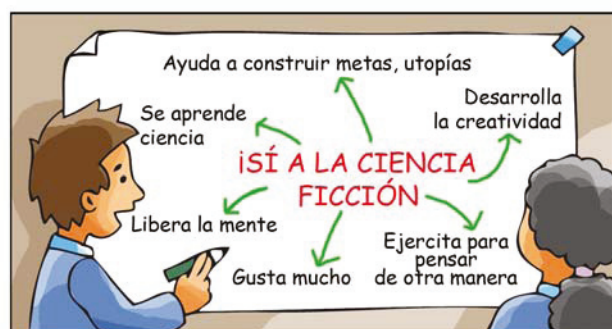 Ayuda a construir metas, utopías
Desarrolla
la creatividad
Se aprende
ciencia
¡SÍ A LA CIENCIA
FICCIÓN
Libera la mente
Gusta mucho
Ejercita para
pensar
de otra manera